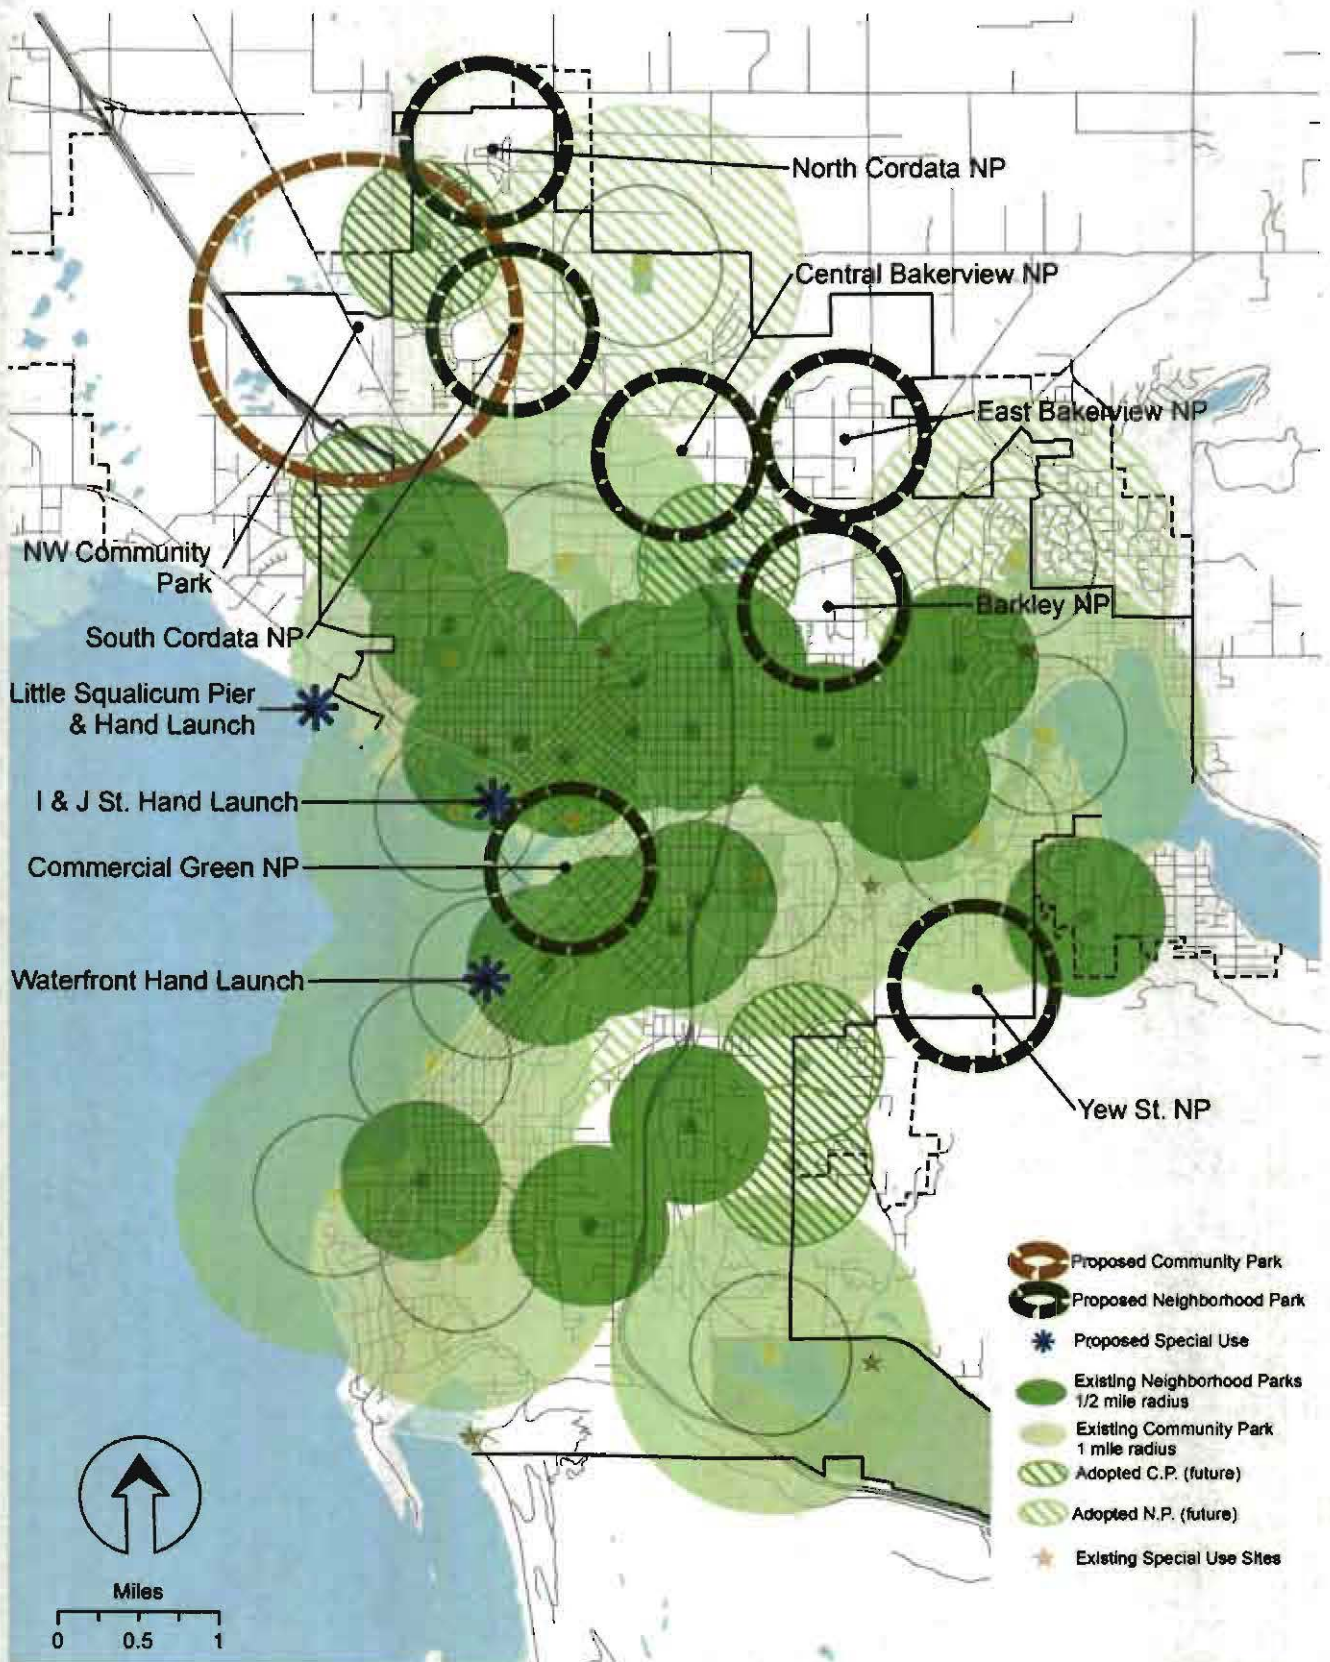 North Cordata NP
Central Bakerview NP
East Bakerview NP
NW Community
Park
Barkley NP
South Cordata NP
Little Squalicum Pier
& Hand Launch
I & J St. Hand Launch
Commercial Green NP
Waterfront Hand Launch
Yew St. NP
Proposed Community Park
Proposed Neighborhood Park
Proposed Special Use
Existing Neighborhood Parks
1/2 mile radius
Existing Community Park
1 mile radius
Adopted C.P. (future)
Adopted N.P. (future)
Existing Special Use Sites
Miles
0 0.5 1